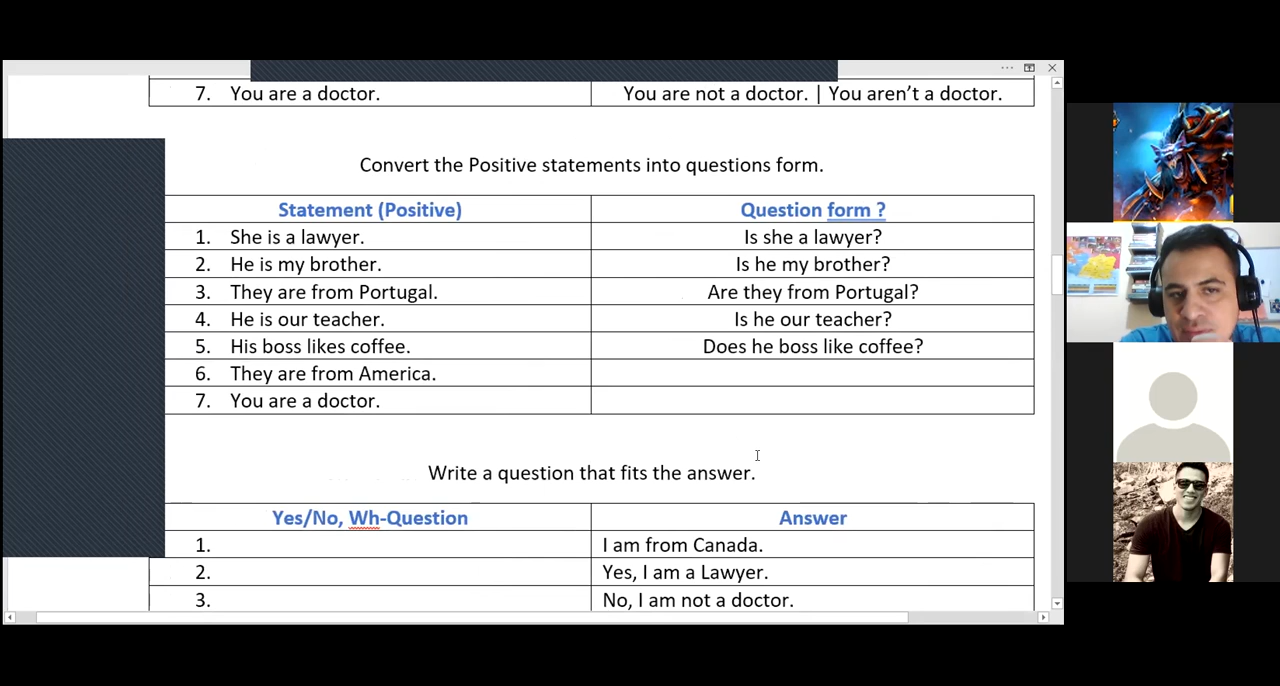 7. You are a doctor. You are not a doctor. | You aren't a doctor.
Convert the Positive statements into questions form.
Statement (Positive) Question form ?
1. She is a lawyer. Is she a lawyer?
2. He is my brother. Is he my brother?
3. They are from Portugal. Are they from Portugal?
4. He is our teacher. Is he our teacher?
5. His boss likes coffee. Does he boss like coffee?
6. They are from America.
7. You are a doctor.
Write a question that fits the answer.
Yes/No, Wh-Question Answer
1. I am from Canada.
2. Yes, I am a Lawyer.
3. No, I am not a doctor.